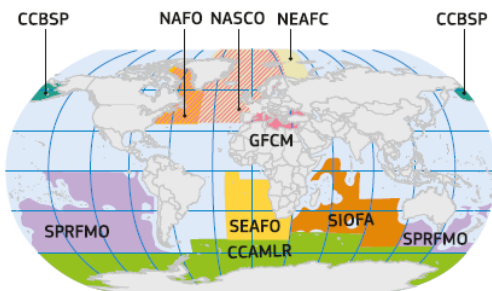 CCBSP NAFO NASCO NEAFC CCBSP
GFCM
SPRFMO SEAFO SIOFA SPRFMO
CCAMLR